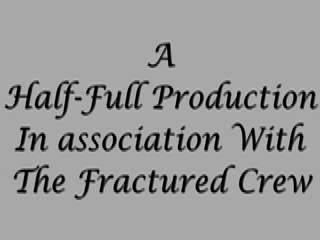 A
Half-Full Production
In association With
The Fractured Crew